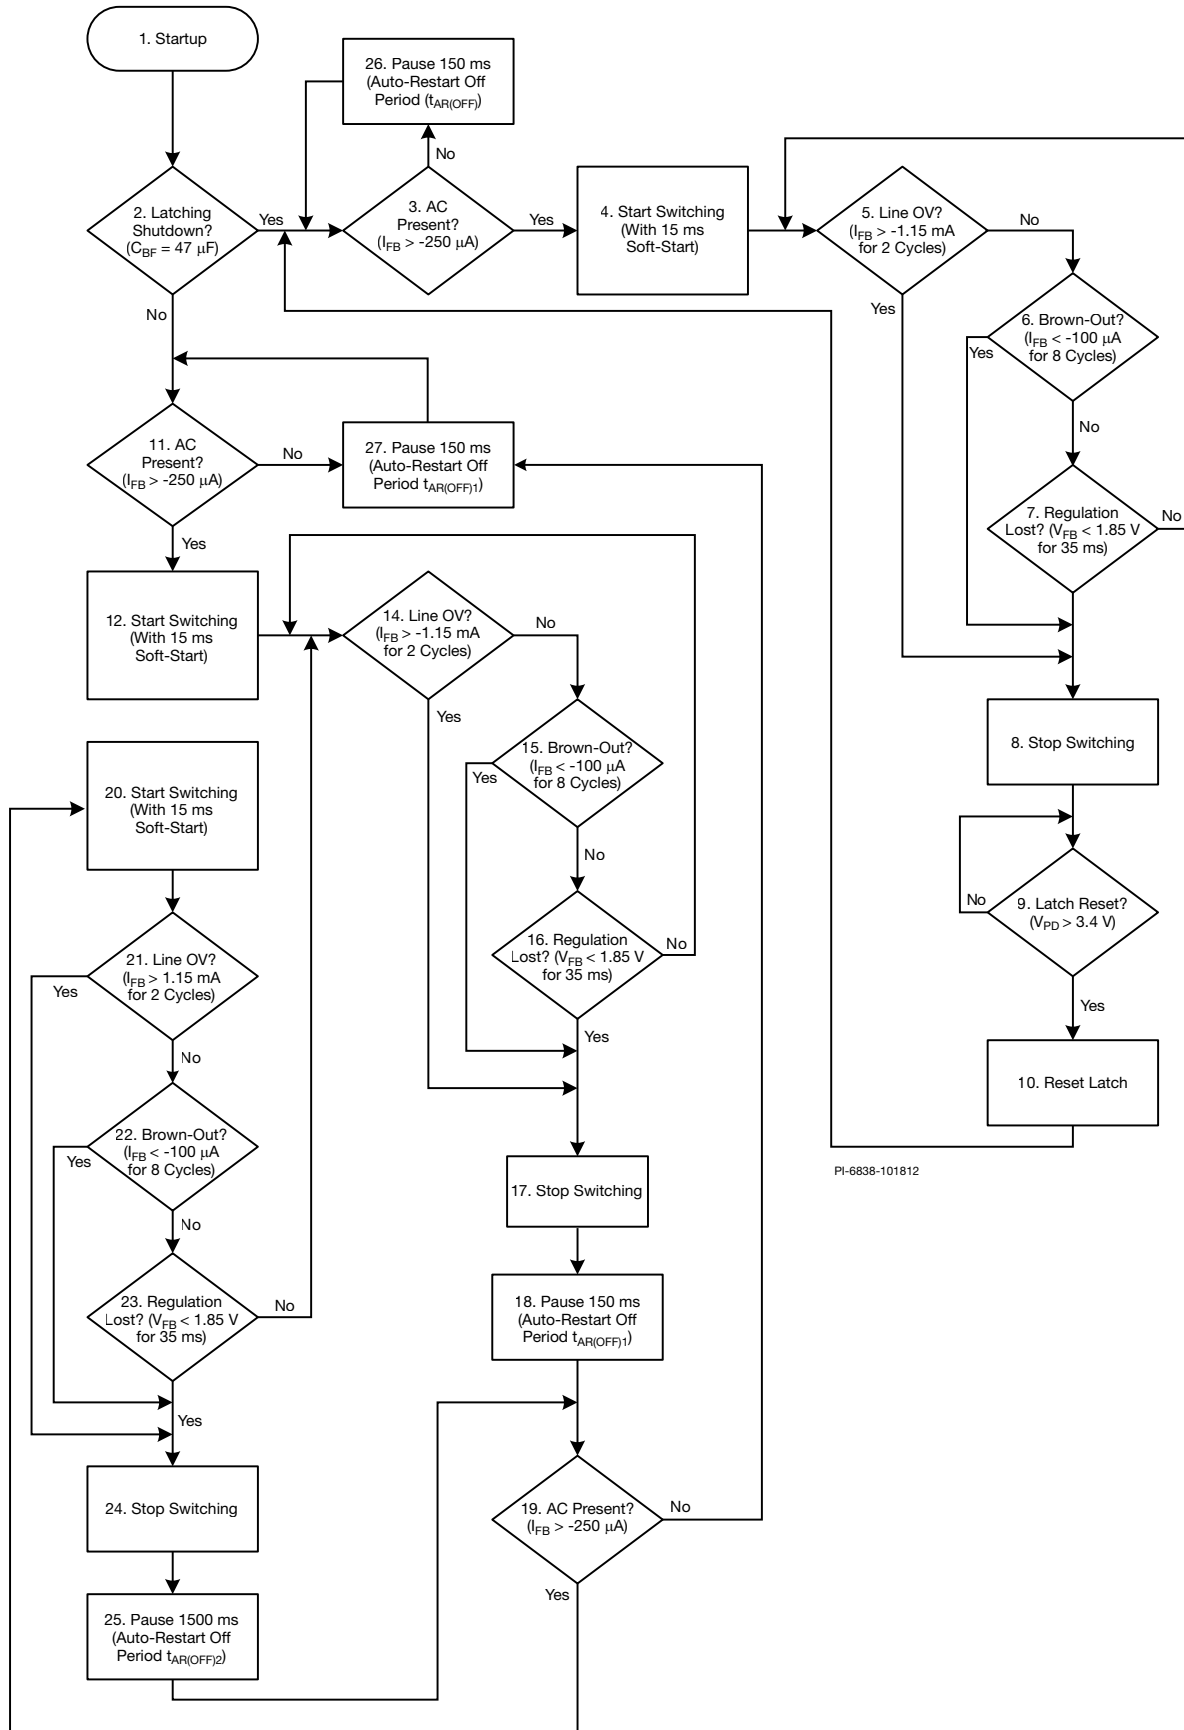 1. Startup
26. Pause 150 ms
(Auto-Restart Off
Period (tAR(OFF))
No
2. Latching
Shutdown?
(CBF = 47 µF)
Yes
No
3. AC
Present?
(IFB > -250 µA)
Yes
4. Start Switching
(With 15 ms
Soft-Start)
5. Line OV?
(IFB > -1.15 mA
for 2 Cycles)
No
Yes
6. Brown-Out?
(IFB < -100 µA
for 8 Cycles)
Yes
No
7. Regulation
Lost? (VFB < 1.85 V
for 35 ms)
No
Yes
8. Stop Switching
9. Latch Reset?
(VPD > 3.4 V)
No
Yes
10. Reset Latch
PI-6838-101812
11. AC
Present?
(IFB > -250 µA)
No
Yes
27. Pause 150 ms
(Auto-Restart Off
Period tAR(OFF)1)
12. Start Switching
(With 15 ms
Soft-Start)
14. Line OV?
(IFB > -1.15 mA
for 2 Cycles)
No
Yes
15. Brown-Out?
(IFB < -100 µA
for 8 Cycles)
Yes
No
16. Regulation
Lost? (VFB < 1.85 V
for 35 ms)
No
Yes
17. Stop Switching
18. Pause 150 ms
(Auto-Restart Off
Period tAR(OFF)1)
19. AC Present?
(IFB > -250 µA)
No
Yes
20. Start Switching
(With 15 ms
Soft-Start)
21. Line OV?
(IFB > 1.15 mA
for 2 Cycles)
Yes
No
22. Brown-Out?
(IFB < -100 µA
for 8 Cycles)
Yes
No
23. Regulation
Lost? (VFB < 1.85 V
for 35 ms)
No
Yes
24. Stop Switching
25. Pause 1500 ms
(Auto-Restart Off
Period tAR(OFF)2)